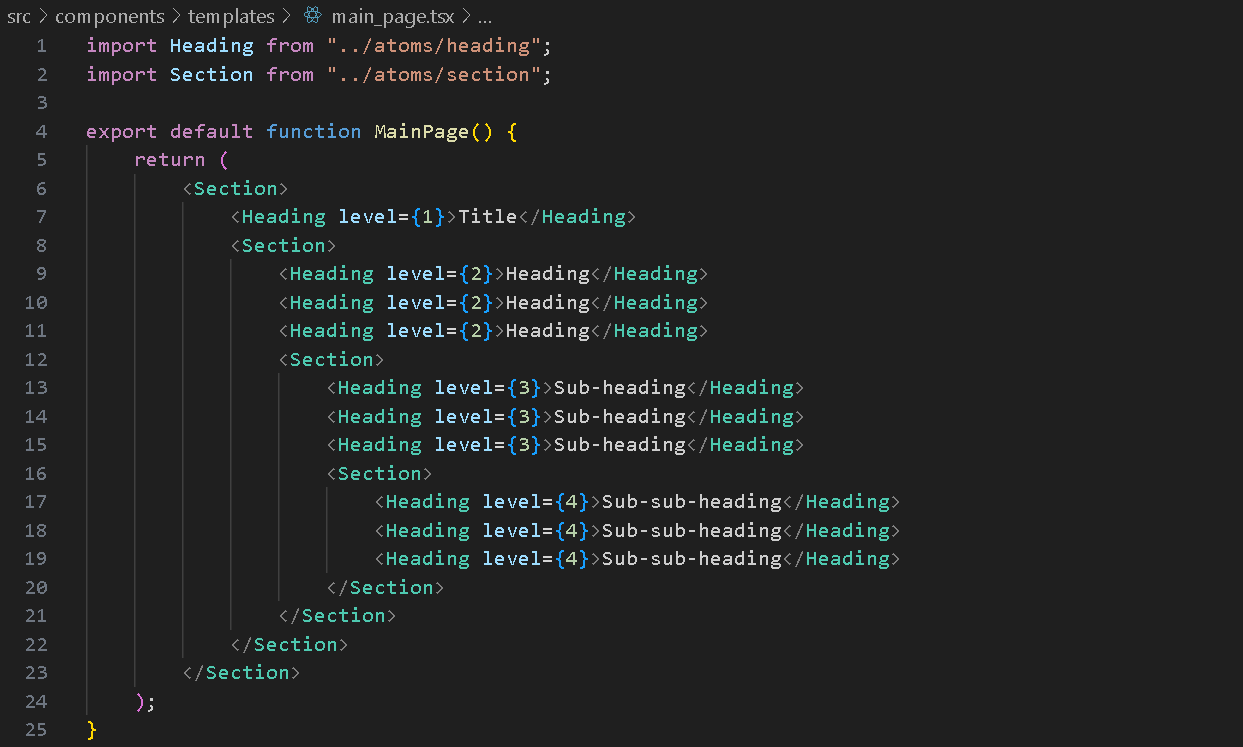 src > components > templates > main_page.tsx > ...
1 import Heading from "../atoms/heading";
2 import Section from "../atoms/section";
3
4 export default function MainPage() {
5     return (
6         <Section>
7             <Heading level={1}>Title</Heading>
8             <Section>
9                 <Heading level={2}>Heading</Heading>
10                 <Heading level={2}>Heading</Heading>
11                 <Heading level={2}>Heading</Heading>
12                 <Section>
13                     <Heading level={3}>Sub-heading</Heading>
14                     <Heading level={3}>Sub-heading</Heading>
15                     <Heading level={3}>Sub-heading</Heading>
16                     <Section>
17                         <Heading level={4}>Sub-sub-heading</Heading>
18                         <Heading level={4}>Sub-sub-heading</Heading>
19                         <Heading level={4}>Sub-sub-heading</Heading>
20                     </Section>
21                 </Section>
22             </Section>
23         </Section>
24     );
25 }